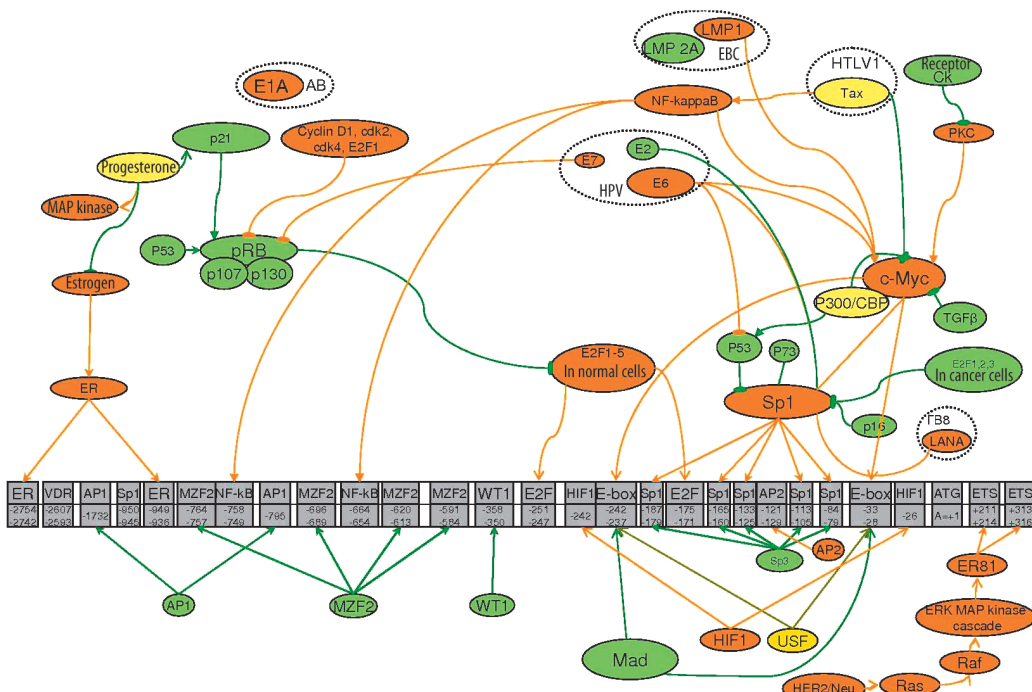 LMP1
LMP 2A
EBC
HTLV1
Tax
Receptor
Ck
E1A
AB
NF-kappaB
PKC
p21
Cyclin D1, cdk2,
cdk4, E2F1
E2
E7
E6
HPV
Progesterone
MAP kinase
P53
pRB
p107
p130
Estrogen
c-Myc
P300/CBP
TGFβ
E2F1-5
In normal cells
P53
P73
E2F1,2,3
In cancer cells
ER
Sp1
p16
ГB8
LANA
ER VDR AP1 Sp1 ER MZF2 NF-kB AP1 MZF2 NF-kB MZF2 MZF2 WT1 E2F HIF1 E-box Sp1 E2F Sp1 Sp1 AP2 Sp1 Sp1 E-box HIF1 ATG ETS ETS
-2754 -2607 -1732 -950 -949 -764 -758 -795 -696 -664 -620 -591 -358 -251 -242 -242 -187 -175 -165 -133 -121 -113 -84 -33 -26 A=+1 +211 +313
-2742 -2593 -945 -936 -757 -749 -689 -654 -613 -584 -350 -247 -237 -179 -171 -160 -125 -129 -105 -79 -28 +214 +316
Sp3
AP2
ER81
AP1
MZF2
WT1
ERK MAP kinase
cascade
HIF1
USF
Mad
Raf
HER2/Neu
Ras